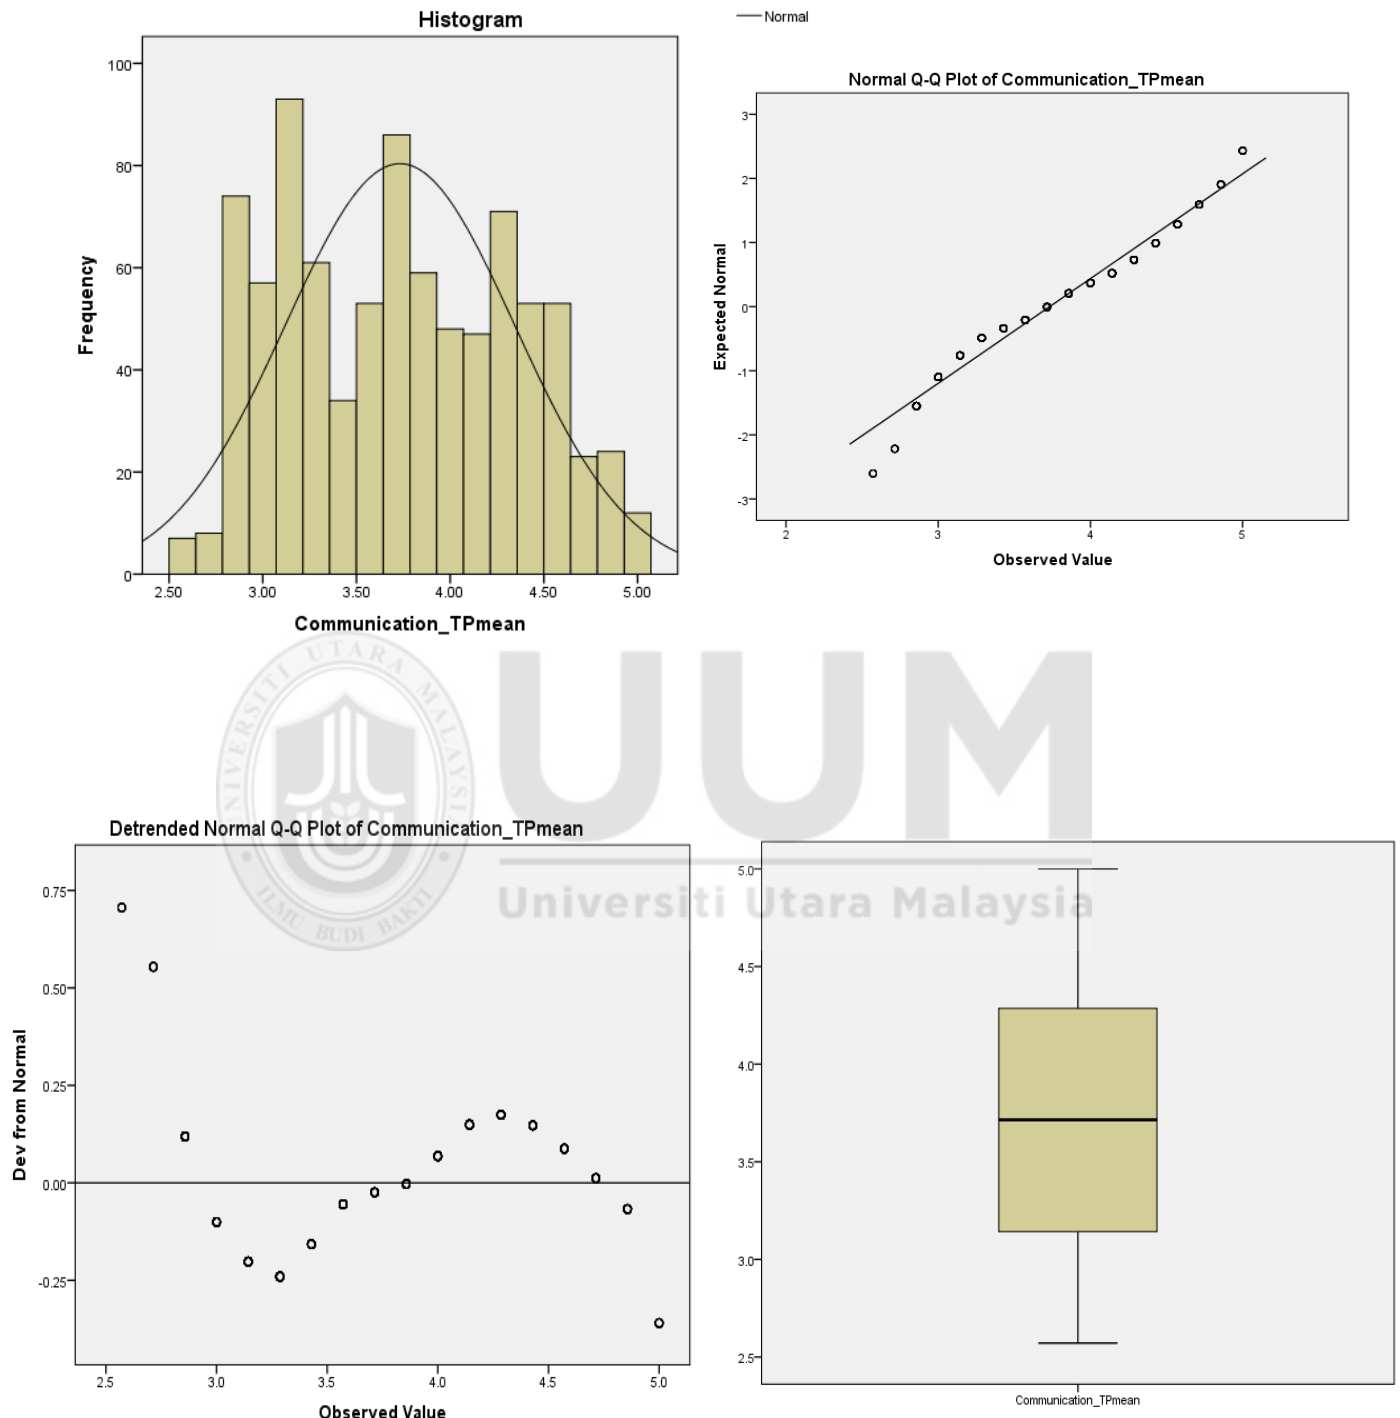 Histogram
100
80
60
40
20
0
Frequency
2.50 3.00 3.50 4.00 4.50 5.00
Communication_TPmean
Normal
Normal Q-Q Plot of Communication_TPmean
3
2
1
0
-1
-2
-3
Expected Normal
2 3 4 5
Observed Value
UNIVERSITI UTARA MALAYSIA
ILMU BUDI BAKTI
UUM
Universiti Utara Malaysia
Detrended Normal Q-Q Plot of Communication_TPmean
0.75
0.50
0.25
0.00
-0.25
Dev from Normal
2.5 3.0 3.5 4.0 4.5 5.0
Observed Value
5.0
4.5
4.0
3.5
3.0
2.5
Communication_TPmean